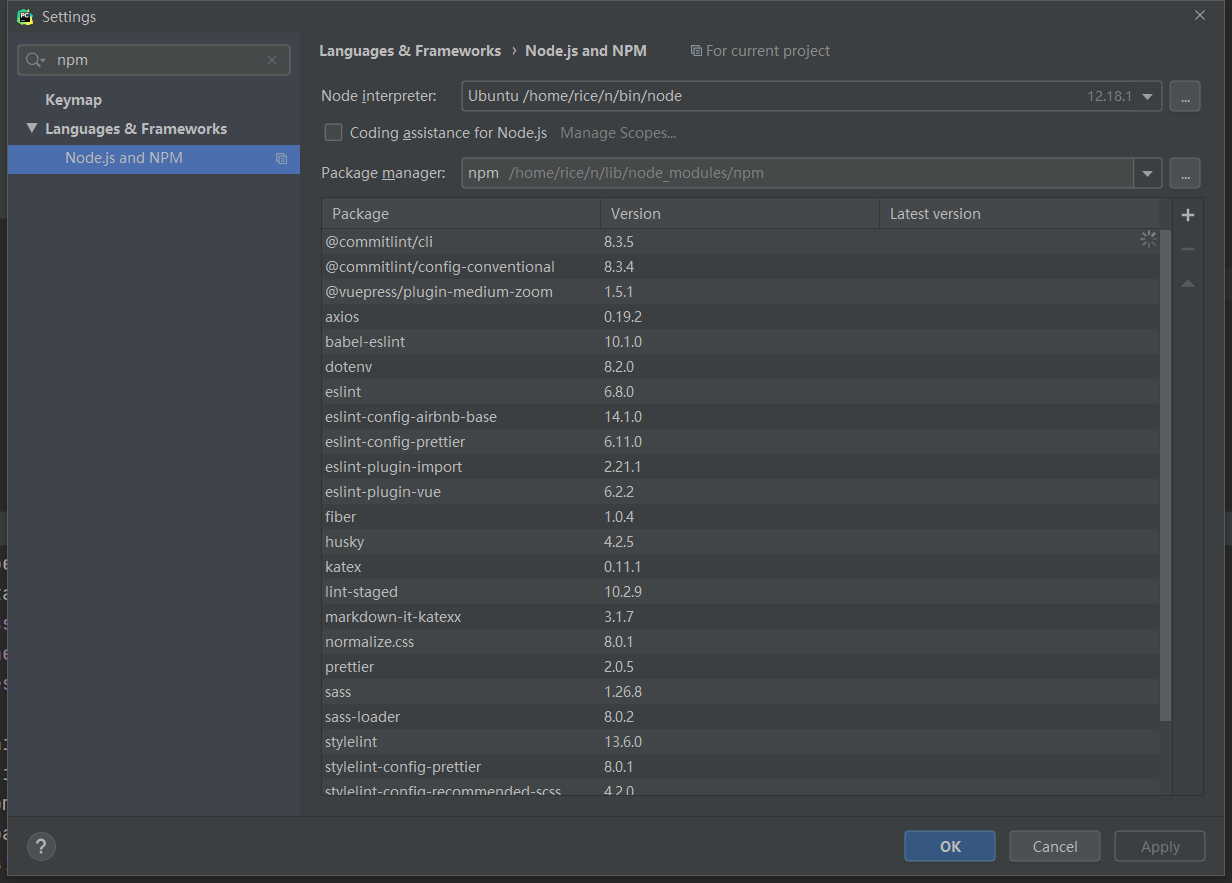 Settings
npm
Keymap
Languages & Frameworks
Node.js and NPM
Languages & Frameworks › Node.js and NPM For current project
Node interpreter: Ubuntu /home/rice/n/bin/node 12.18.1 ...
Coding assistance for Node.js Manage Scopes...
Package manager: npm /home/rice/n/lib/node_modules/npm ...
Package Version Latest version
@commitlint/cli 8.3.5
@commitlint/config-conventional 8.3.4
@vuepress/plugin-medium-zoom 1.5.1
axios 0.19.2
babel-eslint 10.1.0
dotenv 8.2.0
eslint 6.8.0
eslint-config-airbnb-base 14.1.0
eslint-config-prettier 6.11.0
eslint-plugin-import 2.21.1
eslint-plugin-vue 6.2.2
fiber 1.0.4
husky 4.2.5
katex 0.11.1
lint-staged 10.2.9
markdown-it-katexx 3.1.7
normalize.css 8.0.1
prettier 2.0.5
sass 1.26.8
sass-loader 8.0.2
stylelint 13.6.0
stylelint-config-prettier 8.0.1
stylelint-config-recommended-scss 4.2.0
? OK Cancel Apply